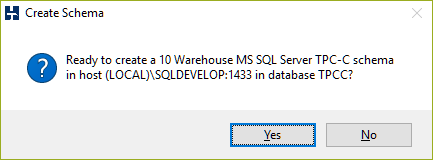 Create Schema
Ready to create a 10 Warehouse MS SQL Server TPC-C schema
in host (LOCAL)\SQLDEVELOP:1433 in database TPCC?
Yes
No